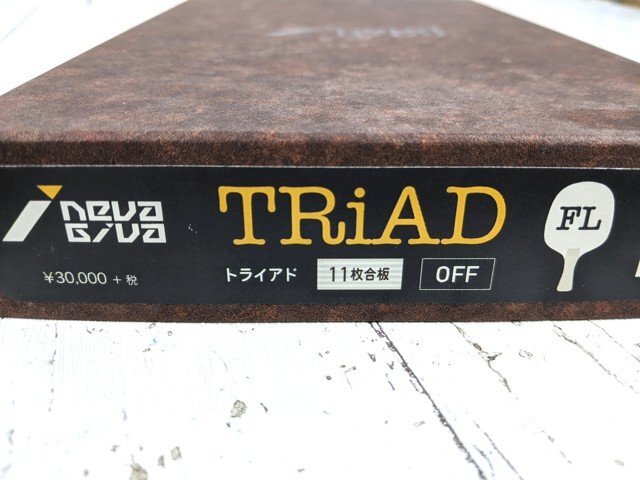 neva
Giva
TRiAD
FL
¥30,000 + 税
トライアド
11枚合板
OFF